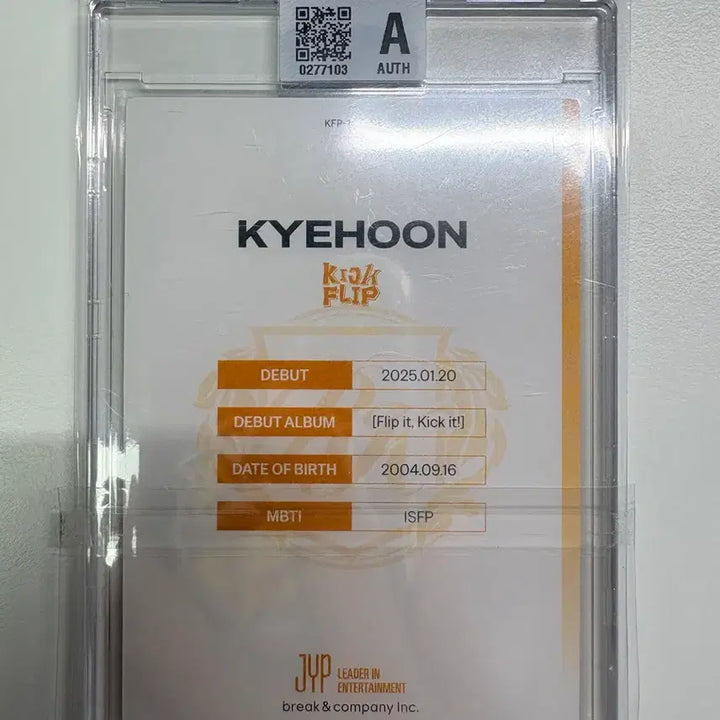 A
0277103 AUTH
KYEHOON
KICK
FLIP
DEBUT 2025.01.20
DEBUT ALBUM [Flip it, Kick it!]
DATE OF BIRTH 2004.09.16
MBTI ISFP
JYP LEADER IN
ENTERTAINMENT
break & company Inc.